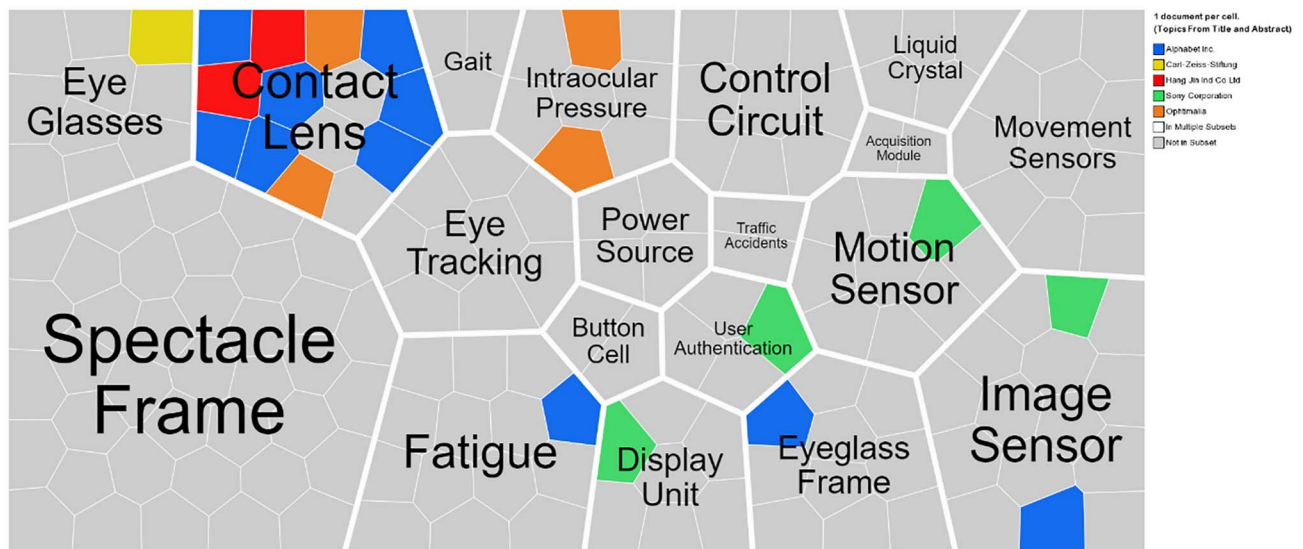 1 document per cell.
(Topics From Title and Abstract)
Alphabet Inc.
Carl-Zeiss-Stiftung
Hang Jin Ind Co Ltd
Sony Corporation
Ophtimalia
In Multiple Subsets
Not in Subset
Eye
Glasses
Contact
Lens
Gait
Intraocular
Pressure
Control
Circuit
Liquid
Crystal
Acquisition
Module
Movement
Sensors
Eye
Tracking
Power
Source
Traffic
Accidents
Motion
Sensor
Spectacle
Frame
Button
Cell
User
Authentication
Fatigue
Display
Unit
Eyeglass
Frame
Image
Sensor